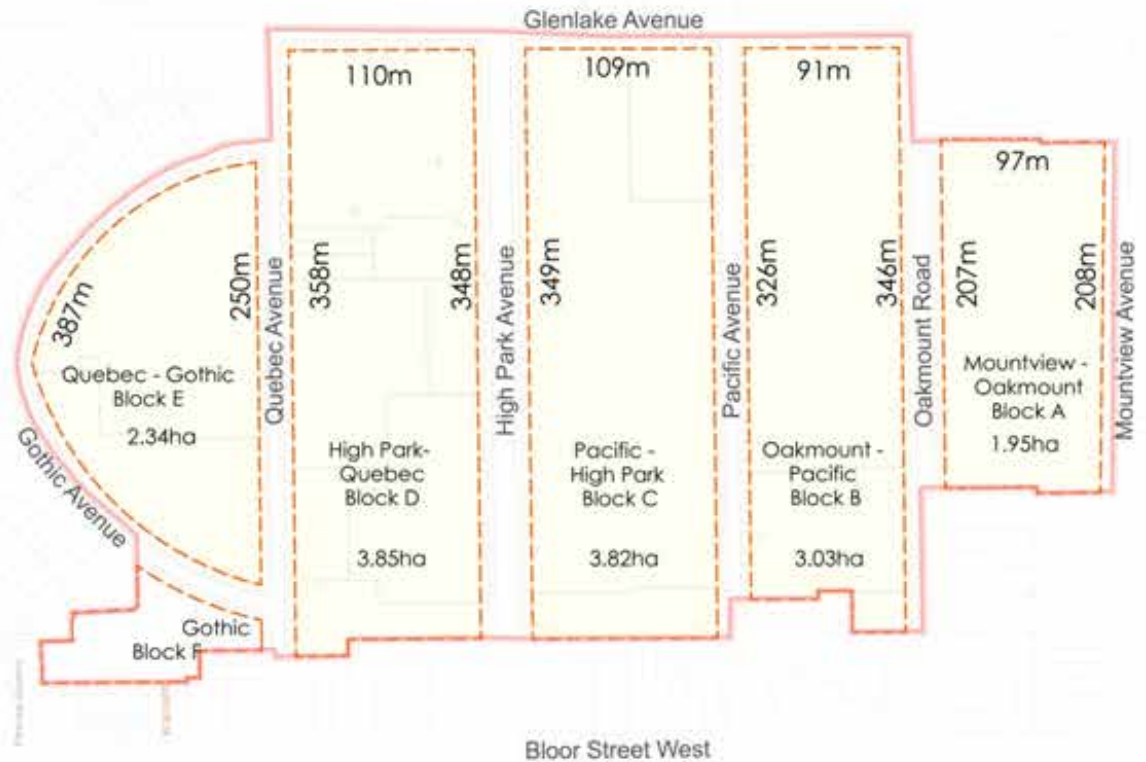 Glenlake Avenue
110m
109m
91m
97m
387m
250m
Quebec Avenue
358m
348m
High Park Avenue
349m
Pacific Avenue
326m
346m
Oakmount Road
207m
208m
Mountview Avenue
Quebec - Gothic
Block E
2.34ha
Mountview -
Oakmount
Block A
1.95ha
High Park-
Quebec
Block D
3.85ha
Pacific -
High Park
Block C
3.82ha
Oakmount -
Pacific
Block B
3.03ha
Gothic Avenue
Gothic
Block F
Bloor Street West